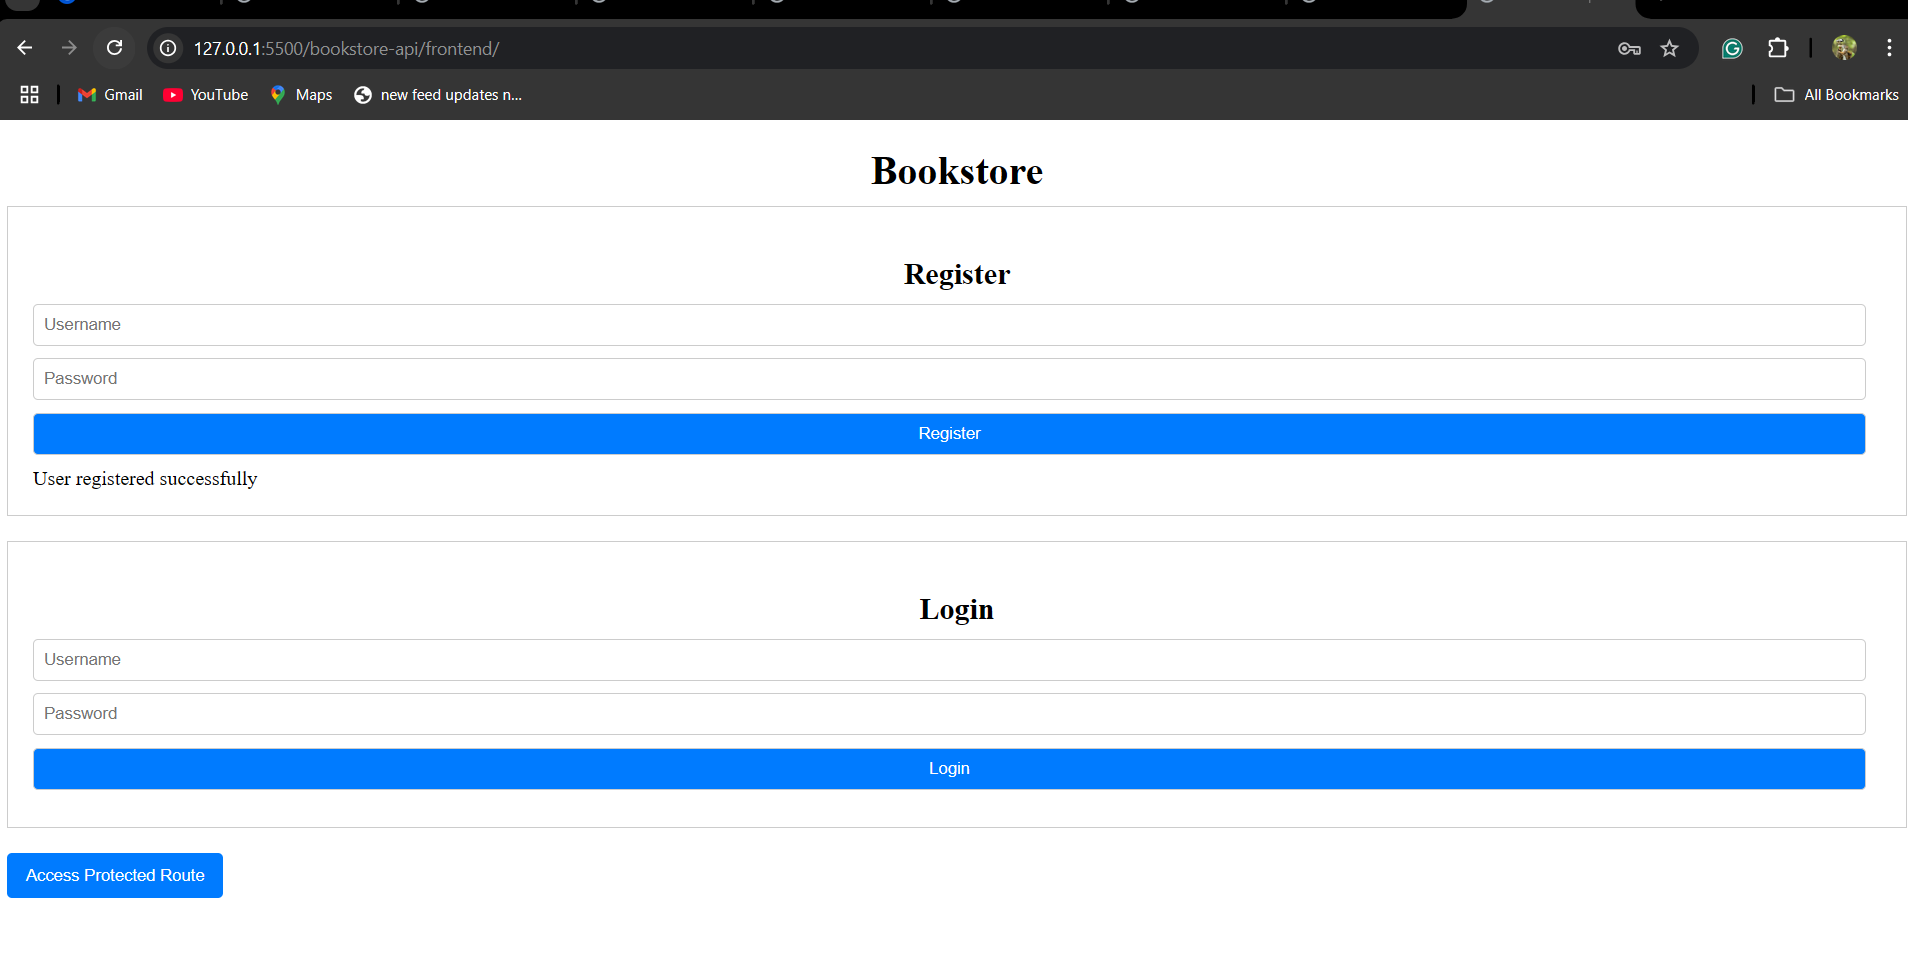 127.0.0.1:5500/bookstore-api/frontend/
Gmail YouTube Maps new feed updates n... All Bookmarks
Bookstore
Register
Username
Password
Register
User registered successfully
Login
Username
Password
Login
Access Protected Route